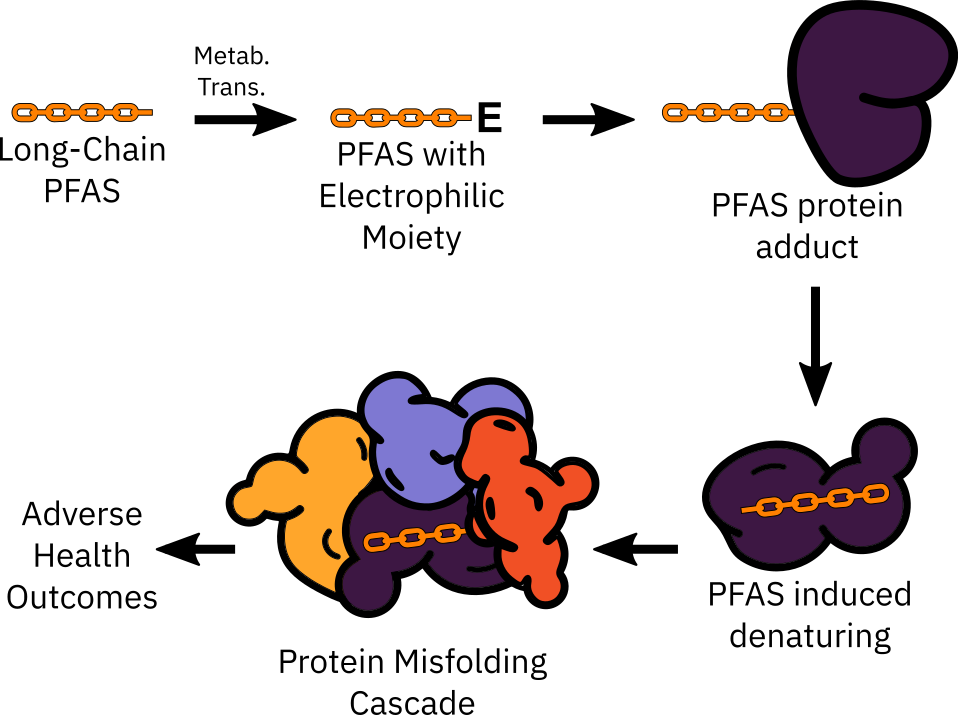 Metab.
Trans.
Long-Chain
PFAS
E
PFAS with
Electrophilic
Moiety
PFAS protein
adduct
PFAS induced
denaturing
Protein Misfolding
Cascade
Adverse
Health
Outcomes